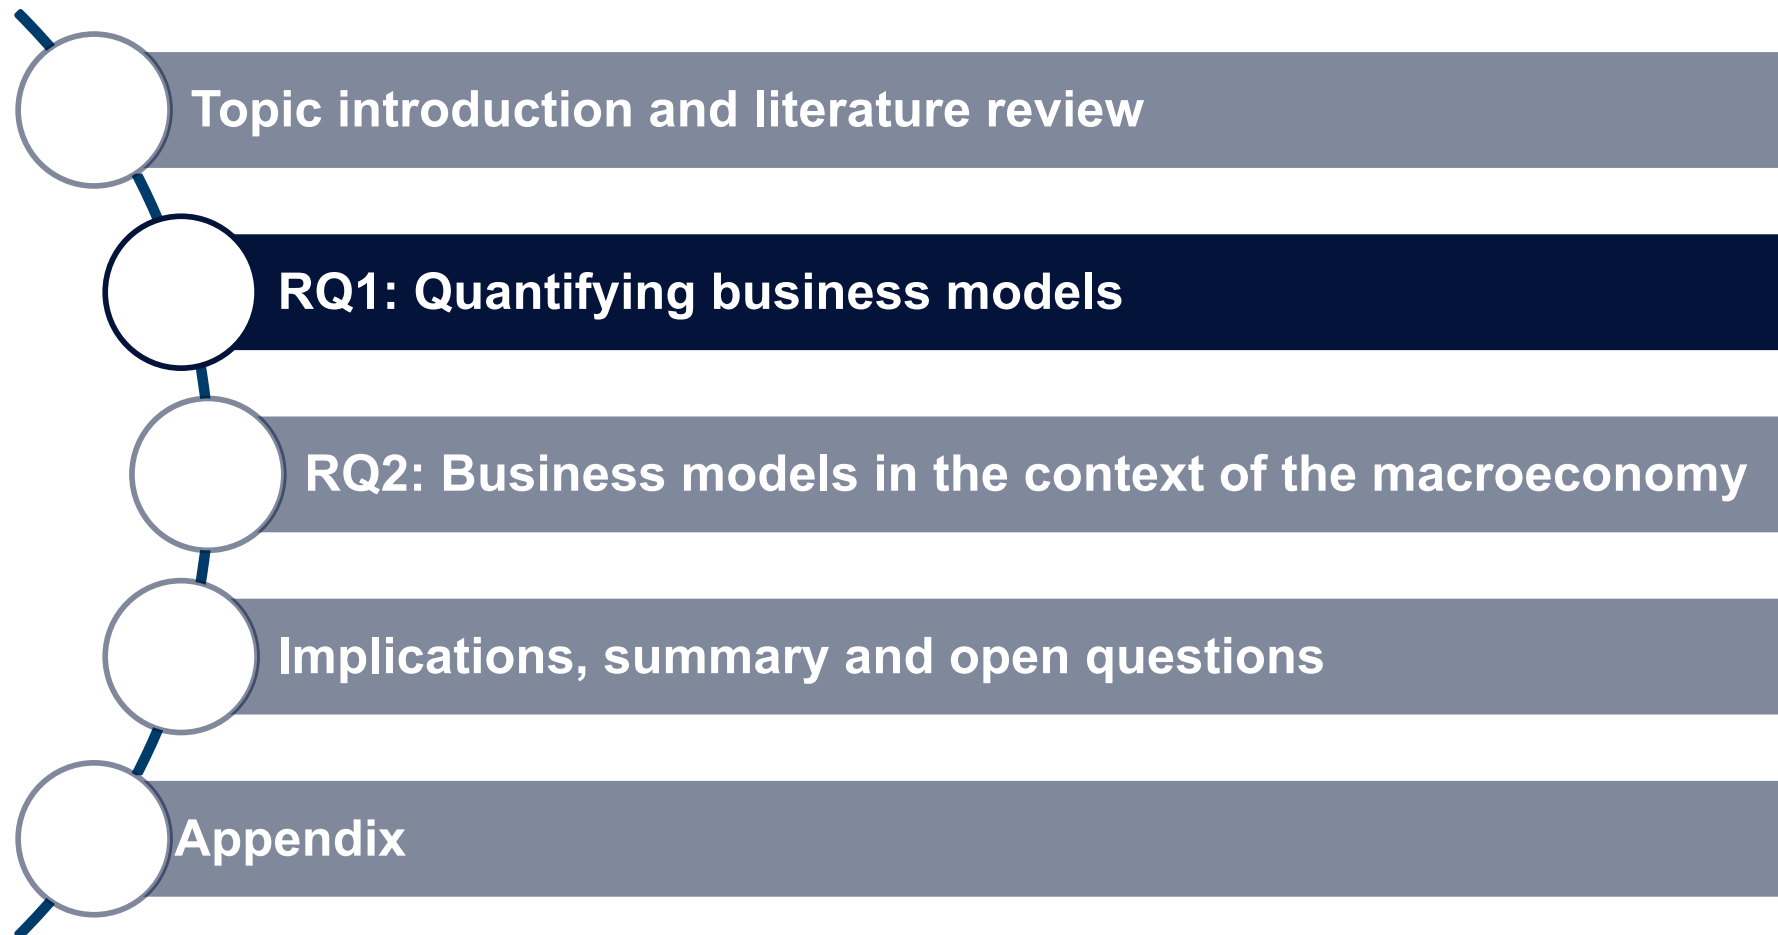 Topic introduction and literature review
RQ1: Quantifying business models
RQ2: Business models in the context of the macroeconomy
Implications, summary and open questions
Appendix